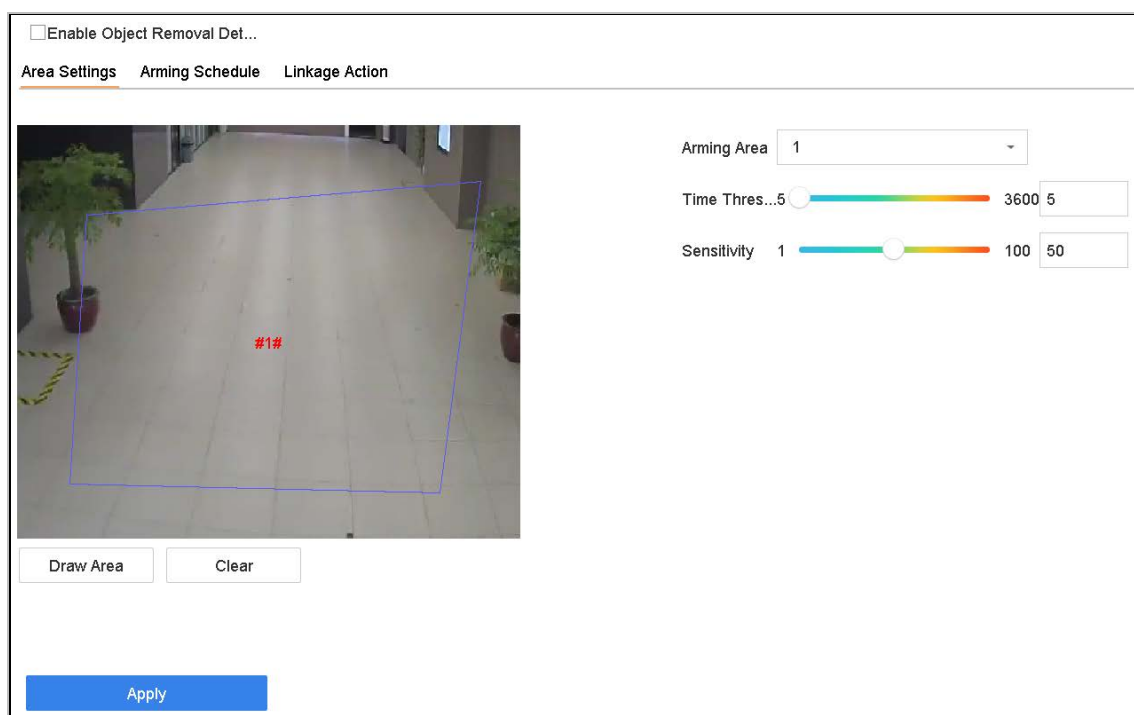 Enable Object Removal Det...
Area Settings Arming Schedule Linkage Action
Arming Area 1
Time Thres...5 3600 5
Sensitivity 1 100 50
#1#
Draw Area Clear
Apply